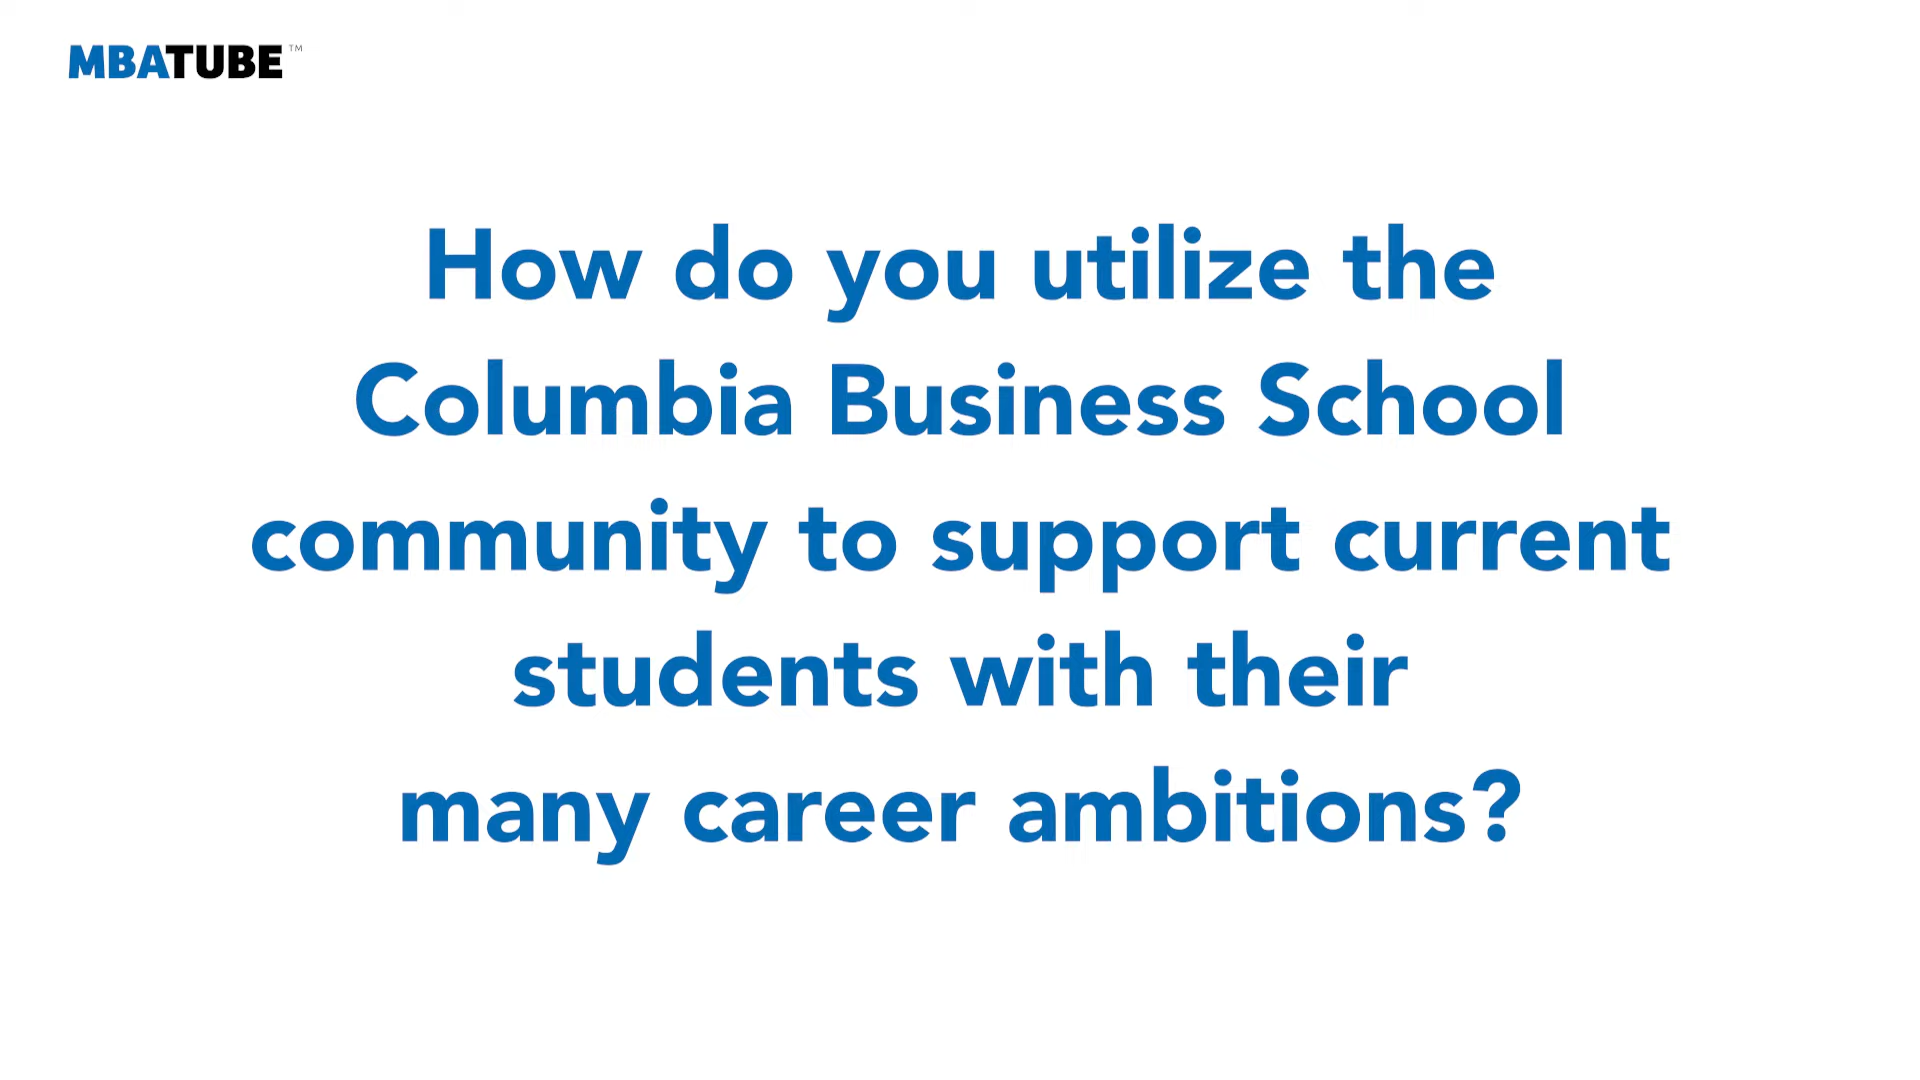 MBATUBE™
How do you utilize the
Columbia Business School
community to support current
students with their
many career ambitions?